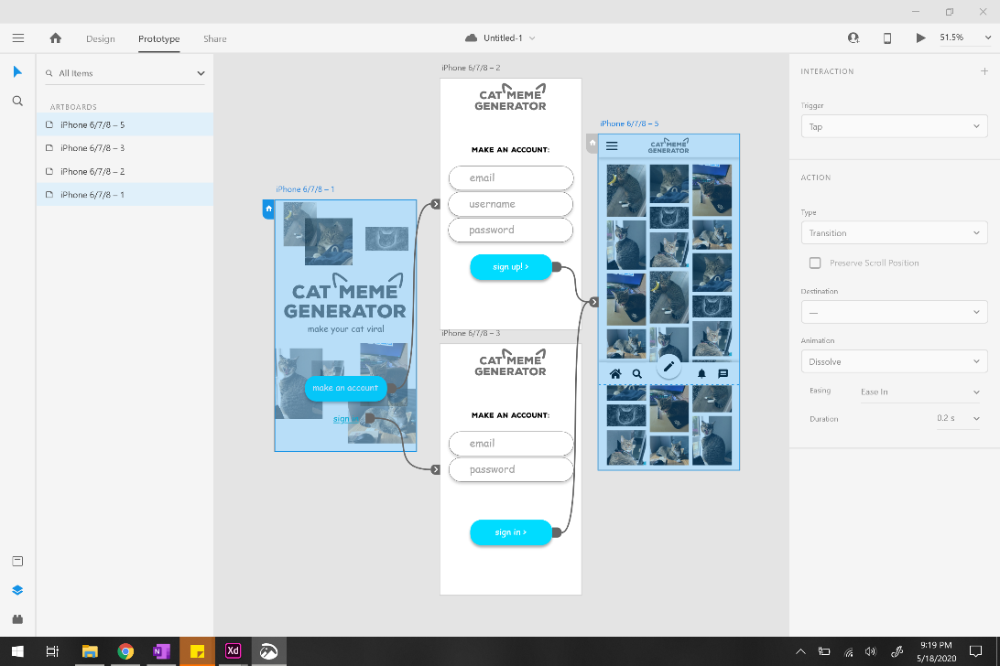 Design
Prototype
Share
Untitled-1
51.5%
All Items
ARTBOARDS
iPhone 6/7/8 – 5
iPhone 6/7/8 – 3
iPhone 6/7/8 – 2
iPhone 6/7/8 – 1
iPhone 6/7/8 – 1
CAT MEME
GENERATOR
make your cat viral
make an account
sign in
iPhone 6/7/8 – 2
CAT MEME
GENERATOR
MAKE AN ACCOUNT:
email
username
password
sign up! >
iPhone 6/7/8 – 3
CAT MEME
GENERATOR
MAKE AN ACCOUNT:
email
password
sign in >
iPhone 6/7/8 – 5
CAT MEME
GENERATOR
INTERACTION
Trigger
Tap
ACTION
Type
Transition
Preserve Scroll Position
Destination
—
Animation
Dissolve
Easing
Ease In
Duration
0.2 s
Xd
9:19 PM
5/18/2020